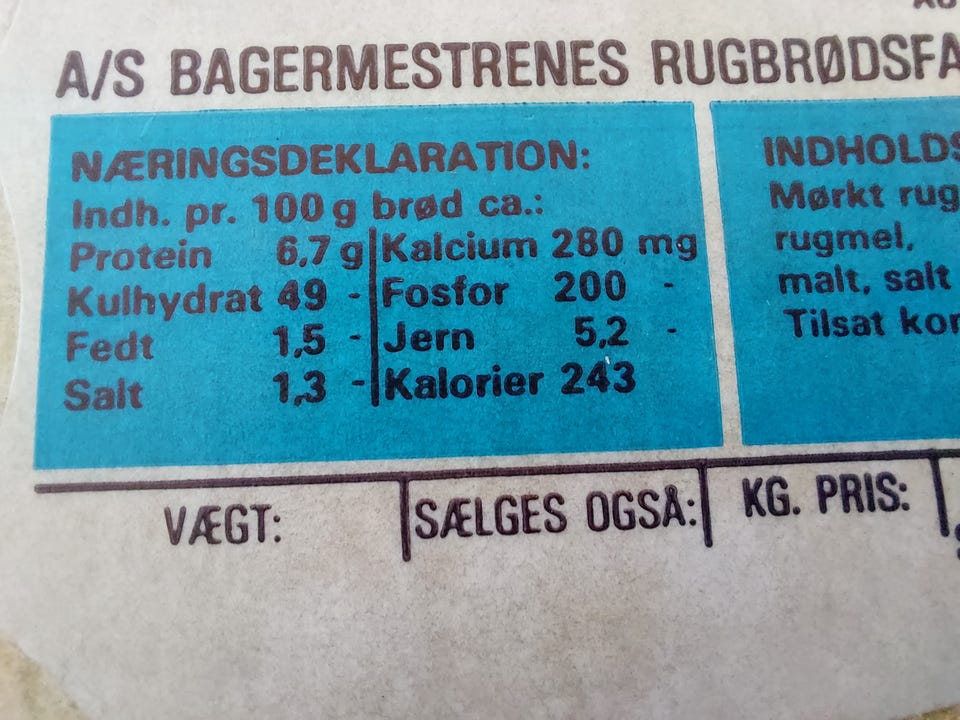 A/S BAGERMESTRENES RUGBRØDSFA
NÆRINGSDEKLARATION:
Indh. pr. 100 g brød ca.:
Protein 6,7 g Kalcium 280 mg
Kulhydrat 49 - Fosfor 200 -
Fedt 1,5 - Jern 5,2 -
Salt 1,3 - Kalorier 243
INDHOLDS
Mørkt rug
rugmel,
malt, salt
Tilsat kor
VÆGT:
SÆLGES OGSÅ:
KG. PRIS: